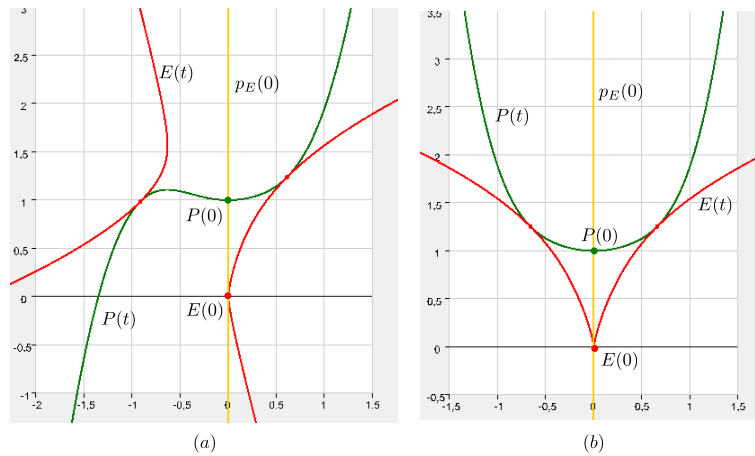 3
E(t)
2,5
p_E(0)
2
1,5
1
P(0)
0,5
0
E(0)
P(t)
-0,5
-1
-2 -1,5 -1 -0,5 0 0,5 1 1,5
(a)
3,5
3
p_E(0)
2,5
P(t)
2
1,5
E(t)
P(0)
1
0,5
0
E(0)
-0,5
-1,5 -1 -0,5 0 0,5 1 1,5
(b)